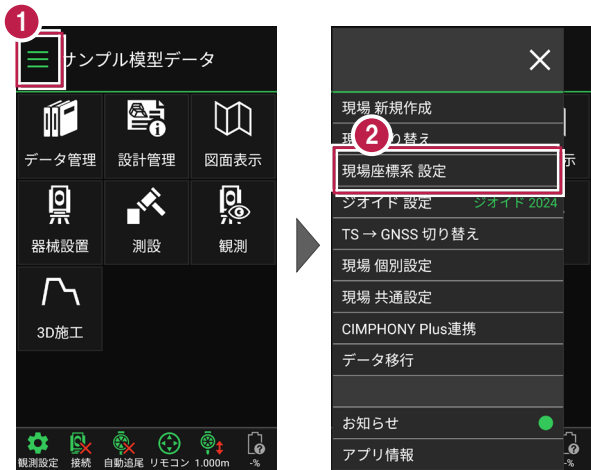 1
サンプル模型データ
データ管理
設計管理
図面表示
器械設置
測設
観測
3D施工
観測設定
接続
自動追尾
リモコン
1.000m
-%
現場 新規作成
2
現 り替え
現場座標系 設定
示
ジオイド 設定
ジオイド 2024
TS → GNSS 切り替え
現場 個別設定
現場 共通設定
CIMPHONY Plus連携
データ移行
お知らせ
アプリ情報
-%